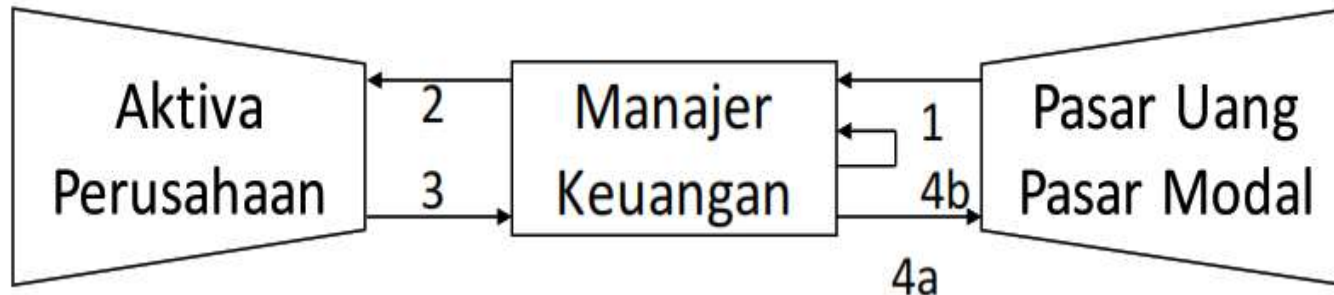 Aktiva
Perusahaan
2
3
Manajer
Keuangan
1
4b
4a
Pasar Uang
Pasar Modal